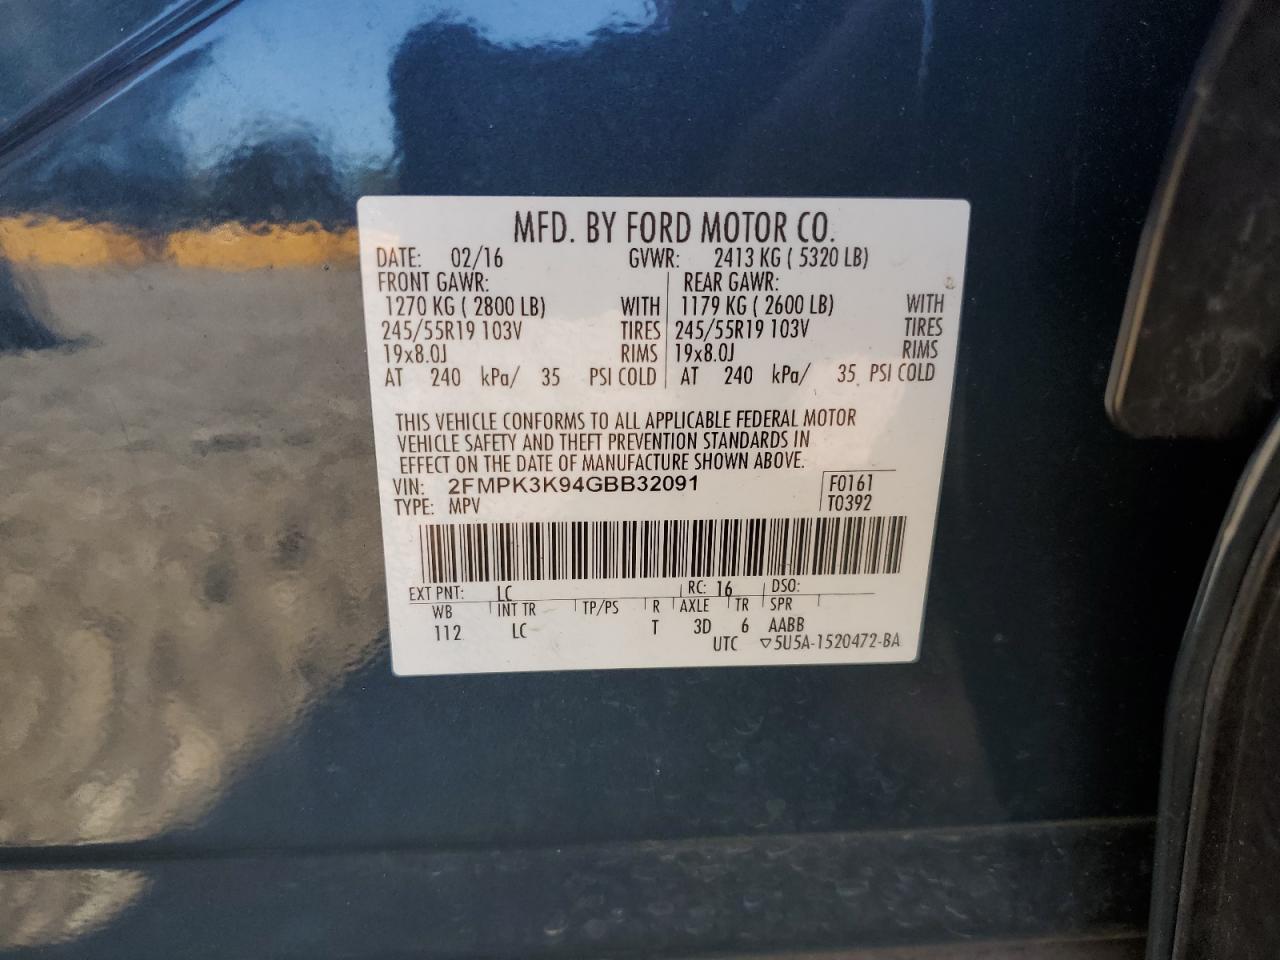 MFD. BY FORD MOTOR CO.
DATE: 02/16 GVWR: 2413 KG ( 5320 LB)
FRONT GAWR: REAR GAWR:
1270 KG ( 2800 LB) WITH 1179 KG ( 2600 LB) WITH
245/55R19 103V TIRES 245/55R19 103V TIRES
19x8.0J RIMS 19x8.0J RIMS
AT 240 kPa/ 35 PSI COLD AT 240 kPa/ 35 PSI COLD
THIS VEHICLE CONFORMS TO ALL APPLICABLE FEDERAL MOTOR
VEHICLE SAFETY AND THEFT PREVENTION STANDARDS IN
EFFECT ON THE DATE OF MANUFACTURE SHOWN ABOVE.
VIN: 2FMPK3K94GBB32091 F0161
TYPE: MPV T0392
EXT PNT: LC RC: 16 DSO:
WB INT TR TP/PS R AXLE TR SPR
112 LC T 3D 6 AABB
UTC ▽5U5A-1520472-BA